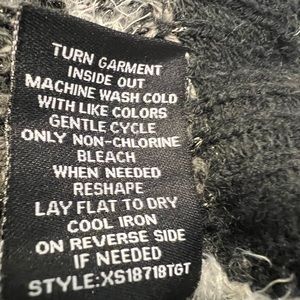 TURN GARMENT
INSIDE OUT
MACHINE WASH COLD
WITH LIKE COLORS
GENTLE CYCLE
ONLY NON-CHLORINE
BLEACH
WHEN NEEDED
RESHAPE
LAY FLAT TO DRY
COOL IRON
ON REVERSE SIDE
IF NEEDED
STYLE:XS18718TGT